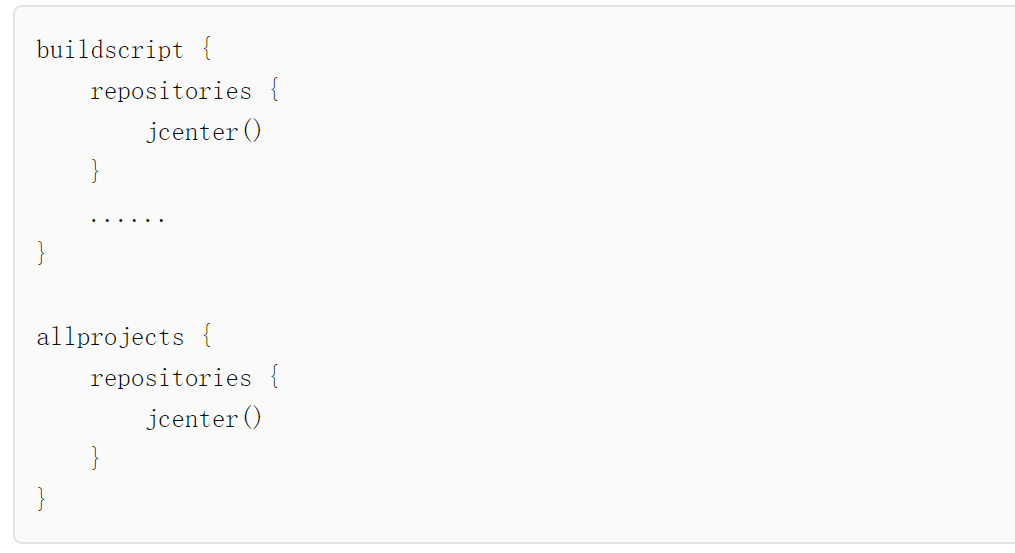 buildscript {
    repositories {
        jcenter()
    }
    ......
}

allprojects {
    repositories {
        jcenter()
    }
}